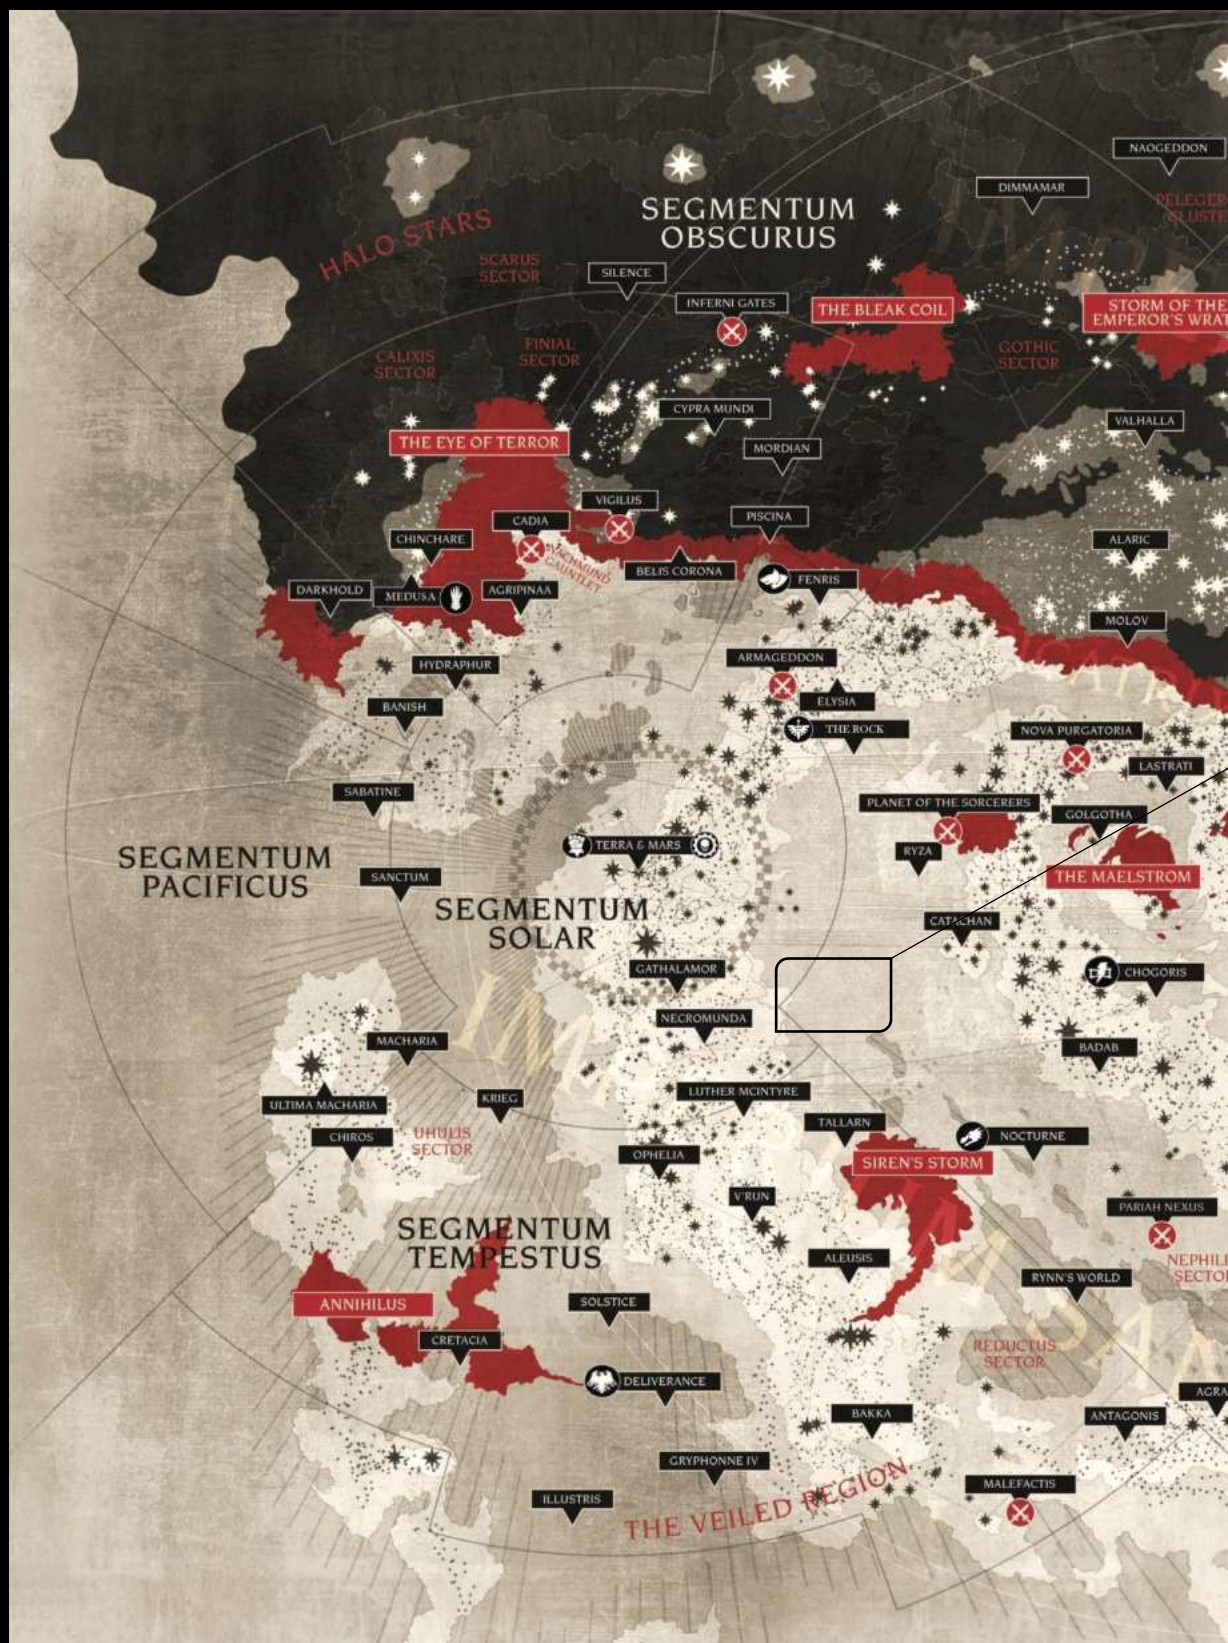 NAOGEDDON
DIMMAMAR
SEGMENTUM
OBSCURUS
HALO STARS
SCARUS
SECTOR
SILENCE
INFERNI GATES
THE BLEAK COIL
STORM OF THE
CALIXIS
SECTOR
FINIAL
SECTOR
GOTHIC
SECTOR
CYPRA MUNDI
VALHALLA
THE EYE OF TERROR
MORDIAN
VIGILUS
CADIA
PISCINA
CHINCHARE
NACHMUND
GAUNTLET
BELIS CORONA
ALARIC
DARKHOLD
MEDUSA
AGRIPINAA
FENRIS
MOLOV
HYDRAPHUR
ARMAGEDDON
ELYSIA
BANISH
THE ROCK
NOVA PURGATORIA
LASTRATI
SABATINE
PLANET OF THE SORCERERS
GOLGOTHA
TERRA & MARS
RYZA
SEGMENTUM
PACIFICUS
SANCTUM
THE MAELSTROM
SEGMENTUM
SOLAR
CATACHAN
GATHALAMOR
CHOGORIS
NECROMUNDA
MACHARIA
BADAB
ULTIMA MACHARIA
KRIEG
LUTHER MCINTYRE
CHIROS
UHULIS
SECTOR
TALLARN
NOCTURNE
OPHELIA
SIREN'S STORM
V'RUN
PARIAH NEXUS
SEGMENTUM
TEMPESTUS
ALEUSIS
RYNN'S WORLD
ANNIHILUS
SOLSTICE
CRETACIA
REDUCTUS
SECTOR
DELIVERANCE
BAKKA
ANTAGONIS
GRYPHONNE IV
MALEFACTIS
ILLUSTRIS
THE VEILED REGION